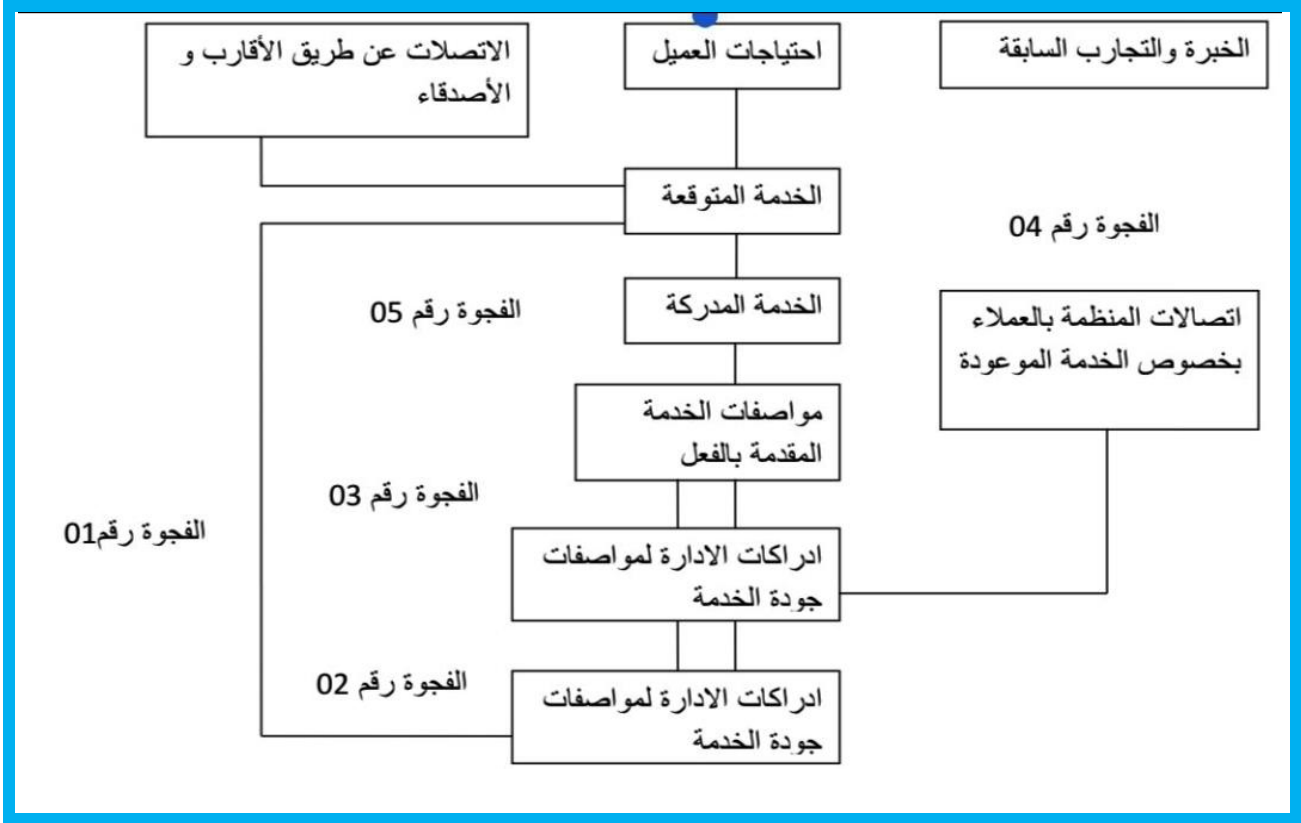 الخبرة والتجارب السابقة
احتياجات العميل
الاتصلات عن طريق الأقارب و
الأصدقاء
الخدمة المتوقعة
الفجوة رقم 04
الخدمة المدركة
الفجوة رقم 05
اتصالات المنظمة بالعملاء
بخصوص الخدمة الموعودة
مواصفات الخدمة
المقدمة بالفعل
الفجوة رقم 03
الفجوة رقم01
ادراكات الادارة لمواصفات
جودة الخدمة
الفجوة رقم 02
ادراكات الادارة لمواصفات
جودة الخدمة